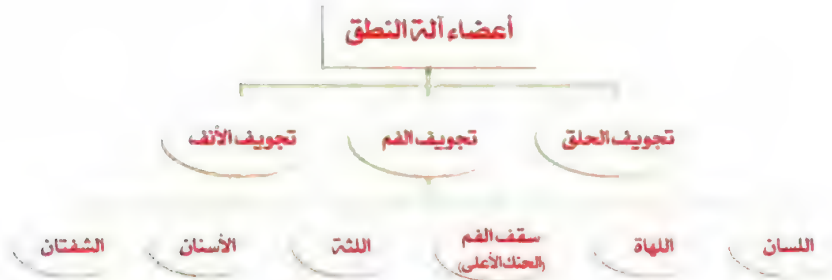 أعضاء آلة النطق
تجويف الحلق
تجويف الفم
تجويف الأنف
اللسان
اللهاة
سقف الفم
(الحنك الأعلى)
اللثة
الأسنان
الشفتان